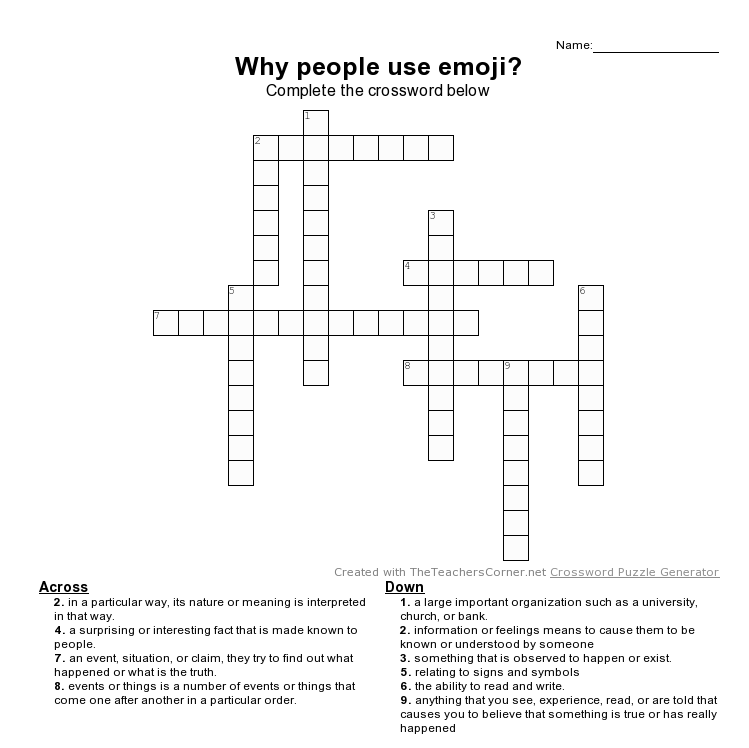 Name:
Why people use emoji?
Complete the crossword below
1
2
3
4
5
6
7
8
9
Created with TheTeachersCorner.net Crossword Puzzle Generator
Across
2. in a particular way, its nature or meaning is interpreted
in that way.
4. a surprising or interesting fact that is made known to
people.
7. an event, situation, or claim, they try to find out what
happened or what is the truth.
8. events or things is a number of events or things that
come one after another in a particular order.
Down
1. a large important organization such as a university,
church, or bank.
2. information or feelings means to cause them to be
known or understood by someone
3. something that is observed to happen or exist.
5. relating to signs and symbols
6. the ability to read and write.
9. anything that you see, experience, read, or are told that
causes you to believe that something is true or has really
happened